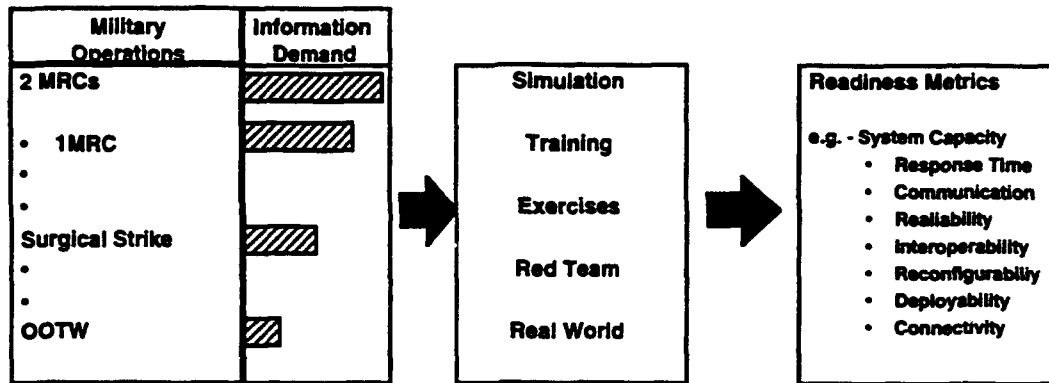 Military
Operations
Information
Demand
2 MRCs
• 1MRC
•
•
Surgical Strike
•
•
OOTW
Simulation
Training
Exercises
Red Team
Real World
Readiness Metrics
e.g. - System Capacity
• Response Time
• Communication
• Realiability
• Interoperability
• Reconfigurabiliy
• Deployability
• Connectivity